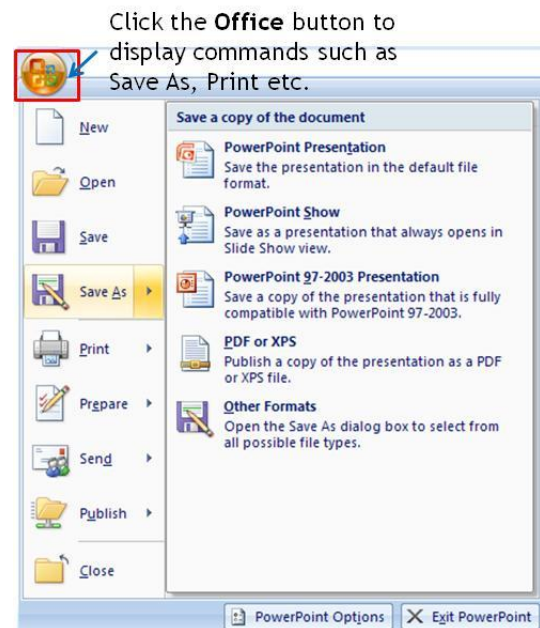 Click the Office button to
display commands such as
Save As, Print etc.
New
Open
Save
Save As
Print
Prepare
Send
Publish
Close
Save a copy of the document
PowerPoint Presentation
Save the presentation in the default file
format.
PowerPoint Show
Save as a presentation that always opens in
Slide Show view.
PowerPoint 97-2003 Presentation
Save a copy of the presentation that is fully
compatible with PowerPoint 97-2003.
PDF or XPS
Publish a copy of the presentation as a PDF
or XPS file.
Other Formats
Open the Save As dialog box to select from
all possible file types.
PowerPoint Options
Exit PowerPoint